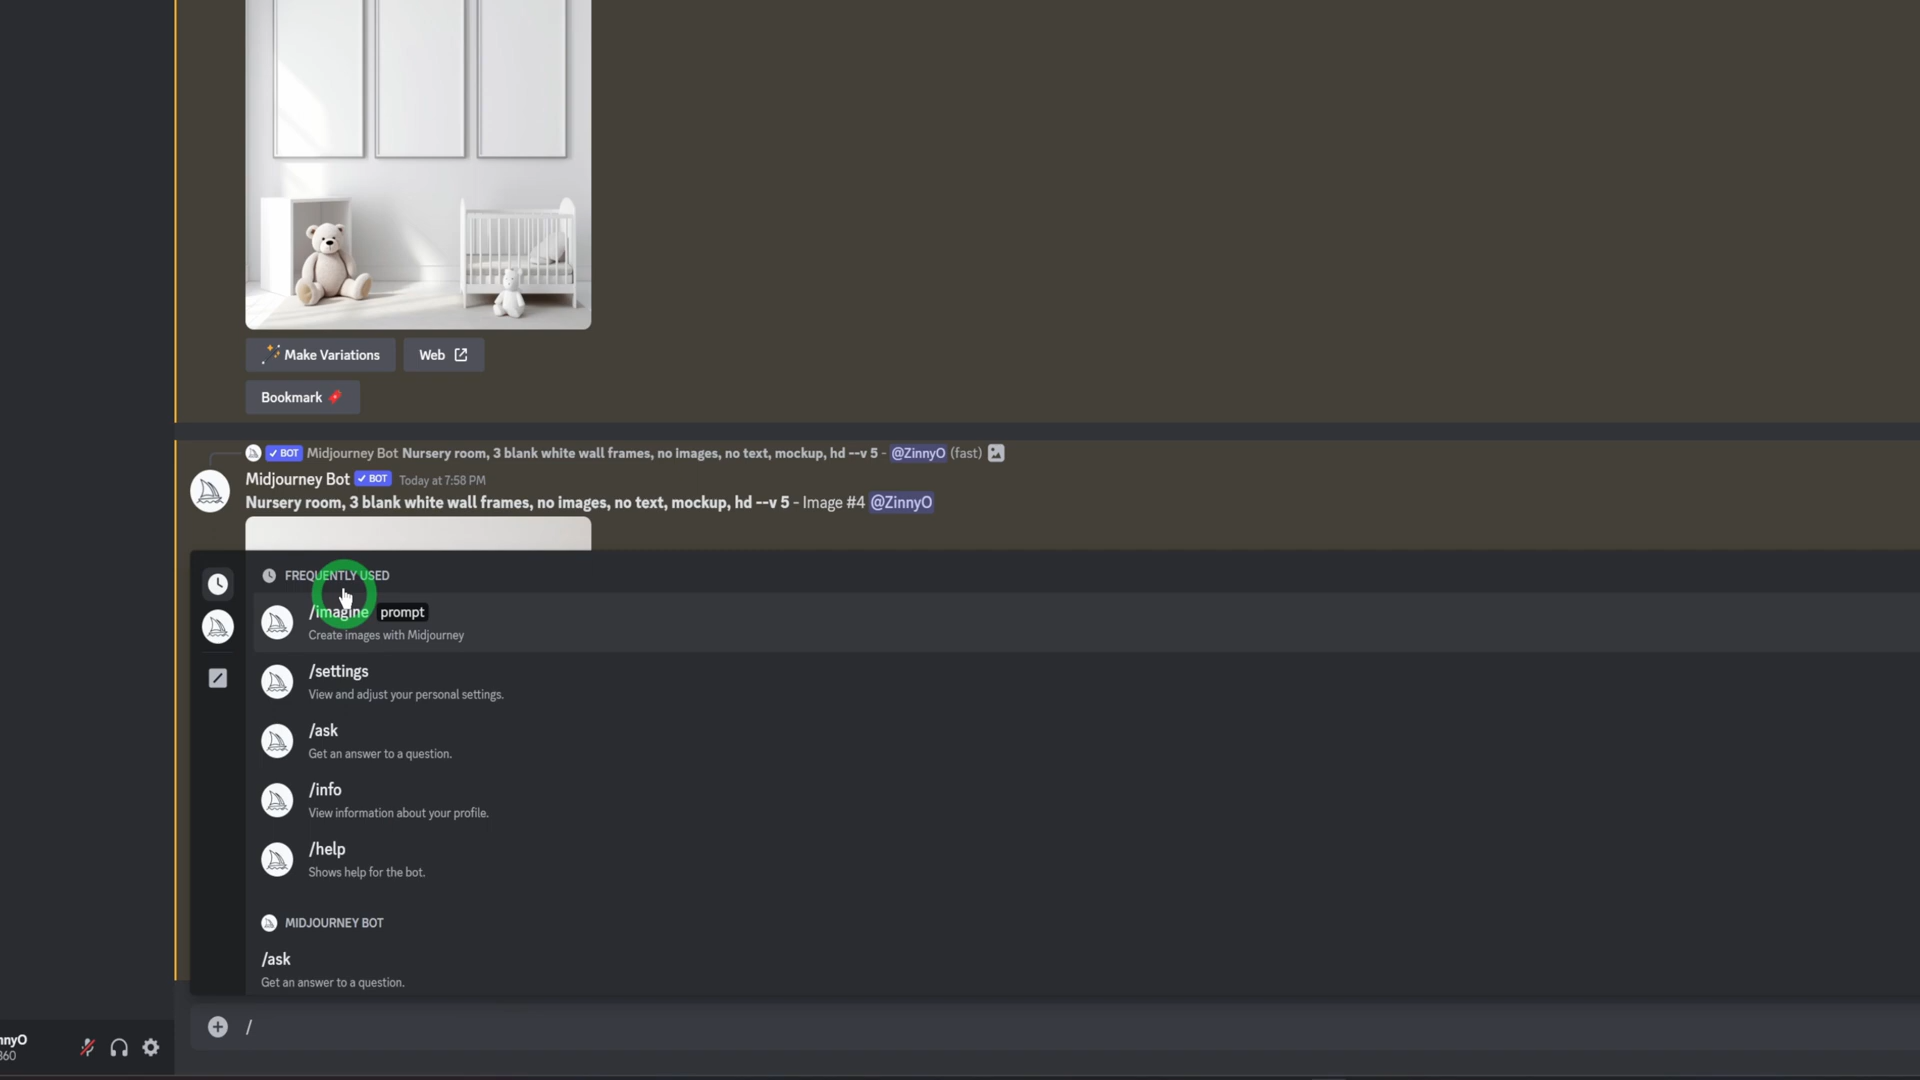 Make Variations
Web
Bookmark
BOT Midjourney Bot Nursery room, 3 blank white wall frames, no images, no text, mockup, hd --v 5 - @ZinnyO (fast)
Midjourney Bot BOT Today at 7:58 PM
Nursery room, 3 blank white wall frames, no images, no text, mockup, hd --v 5 - Image #4 @ZinnyO
FREQUENTLY USED
/imagine prompt
Create images with Midjourney
/settings
View and adjust your personal settings.
/ask
Get an answer to a question.
/info
View information about your profile.
/help
Shows help for the bot.
MIDJOURNEY BOT
/ask
Get an answer to a question.
/
nnyO
360